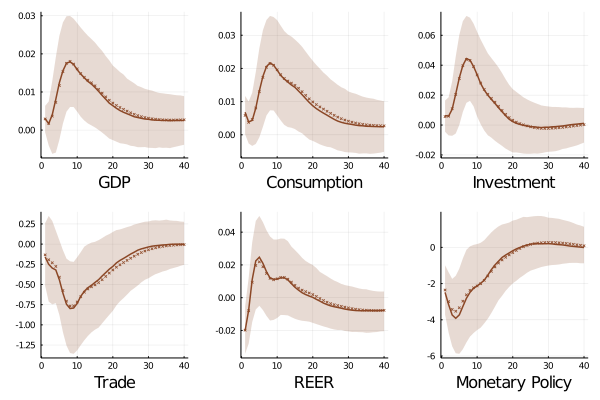 0.03
0.02
0.01
0.00
0 10 20 30 40
GDP
0.03
0.02
0.01
0.00
0 10 20 30 40
Consumption
0.06
0.04
0.02
0.00
-0.02
0 10 20 30 40
Investment
0.25
0.00
-0.25
-0.50
-0.75
-1.00
-1.25
0 10 20 30 40
Trade
0.04
0.02
0.00
-0.02
0 10 20 30 40
REER
0
-2
-4
-6
0 10 20 30 40
Monetary Policy